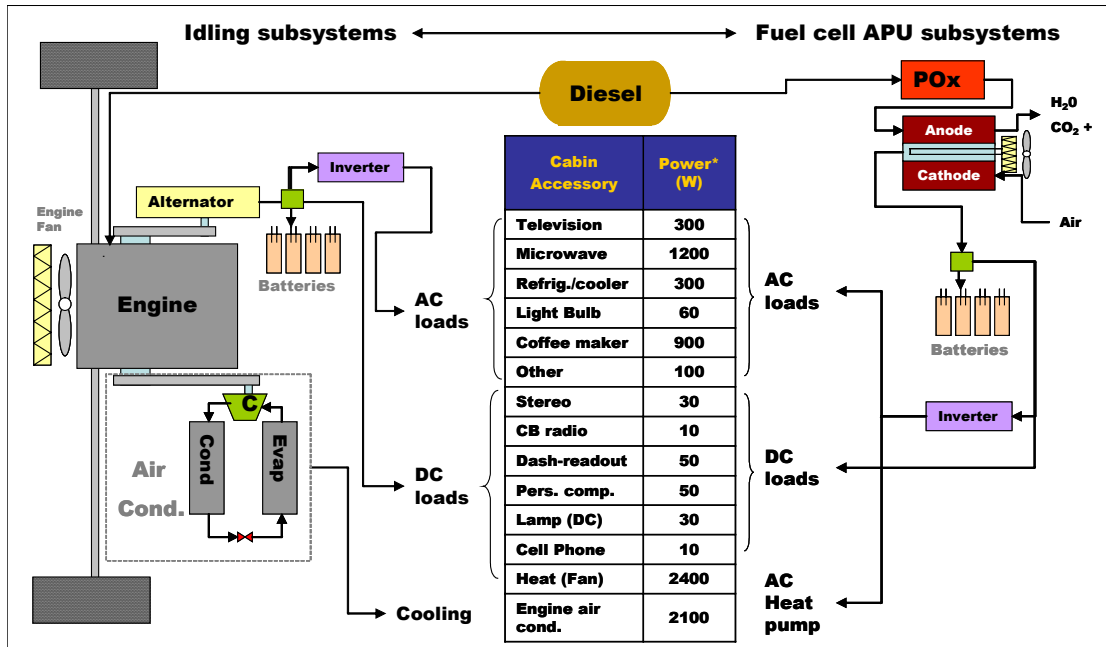 Idling subsystems
Fuel cell APU subsystems
Diesel
POx
H₂0
CO₂ +
Anode
Cathode
Air
Inverter
Alternator
Engine
Fan
Batteries
Engine
C
Cond
Evap
Air
Cond.
AC
loads
DC
loads
Cooling
Cabin
Accessory
Power*
(W)
Television 300
Microwave 1200
Refrig./cooler 300
Light Bulb 60
Coffee maker 900
Other 100
Stereo 30
CB radio 10
Dash-readout 50
Pers. comp. 50
Lamp (DC) 30
Cell Phone 10
Heat (Fan) 2400
Engine air
cond.
2100
AC
loads
DC
loads
AC
Heat
pump
Batteries
Inverter